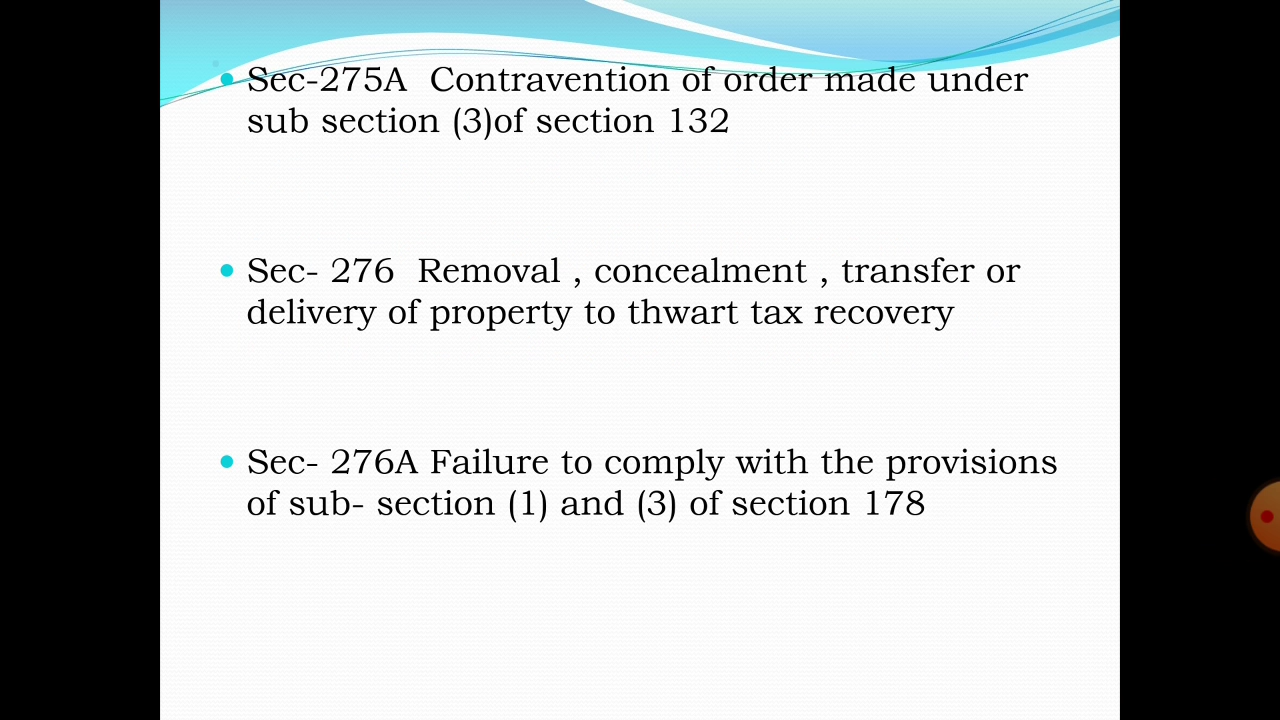 Sec-275A Contravention of order made under
sub section (3)of section 132
Sec- 276 Removal , concealment , transfer or
delivery of property to thwart tax recovery
Sec- 276A Failure to comply with the provisions
of sub- section (1) and (3) of section 178